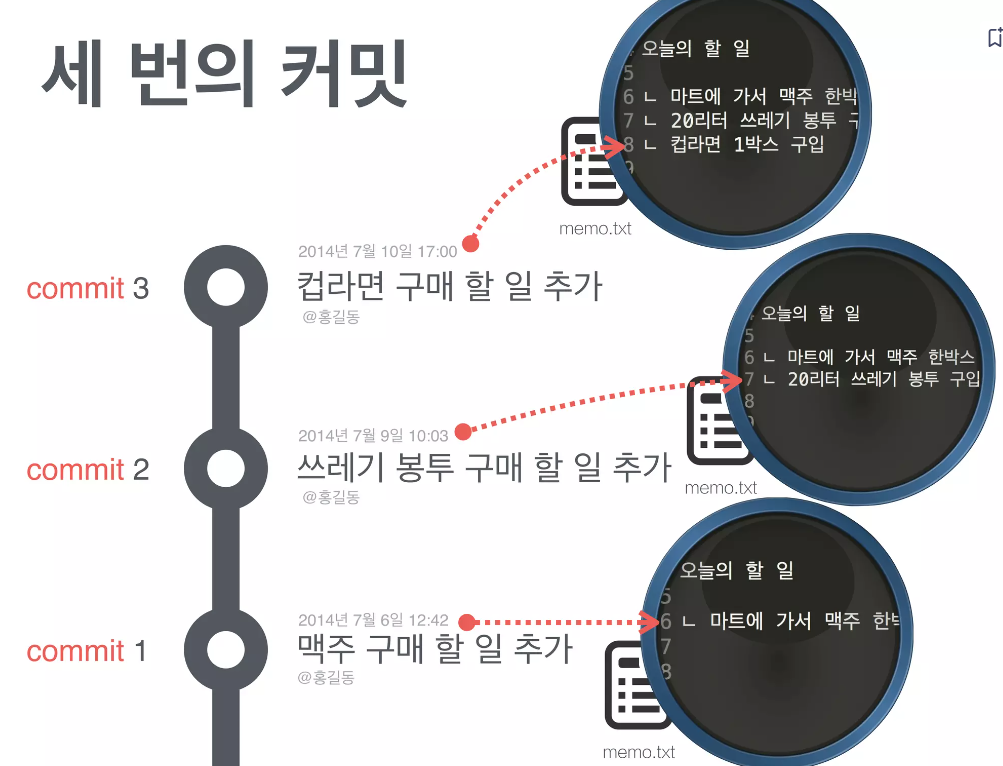 세 번의 커밋
오늘의 할 일
5
6 ㄴ 마트에 가서 맥주 한박
7 ㄴ 20리터 쓰레기 봉투
8 ㄴ 컵라면 1박스 구입
9
memo.txt
commit 3
2014년 7월 10일 17:00
컵라면 구매 할 일 추가
@홍길동
오늘의 할 일
5
6 ㄴ 마트에 가서 맥주 한박스
7 ㄴ 20리터 쓰레기 봉투 구입
8
9
memo.txt
commit 2
2014년 7월 9일 10:03
쓰레기 봉투 구매 할 일 추가
@홍길동
오늘의 할 일
5
6 ㄴ 마트에 가서 맥주
7
8
memo.txt
commit 1
2014년 7월 6일 12:42
맥주 구매 할 일 추가
@홍길동